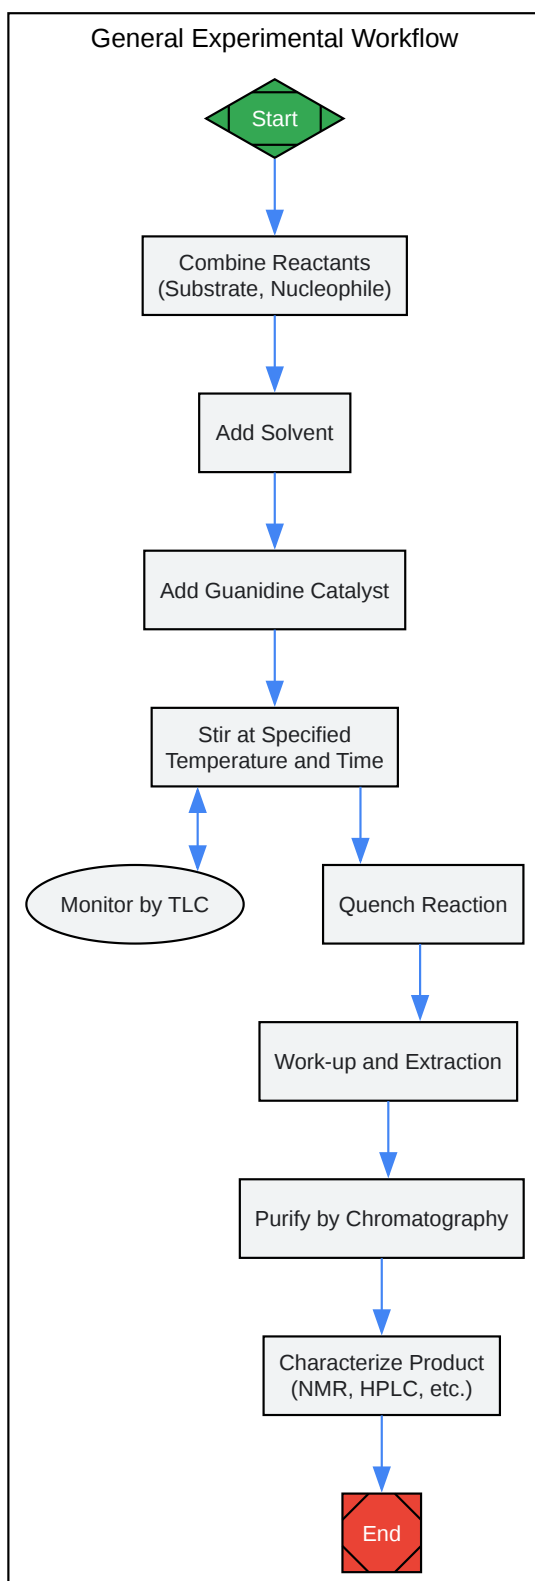 General Experimental Workflow
Start
Combine Reactants
(Substrate, Nucleophile)
Add Solvent
Add Guanidine Catalyst
Stir at Specified
Temperature and Time
Monitor by TLC
Quench Reaction
Work-up and Extraction
Purify by Chromatography
Characterize Product
(NMR, HPLC, etc.)
End